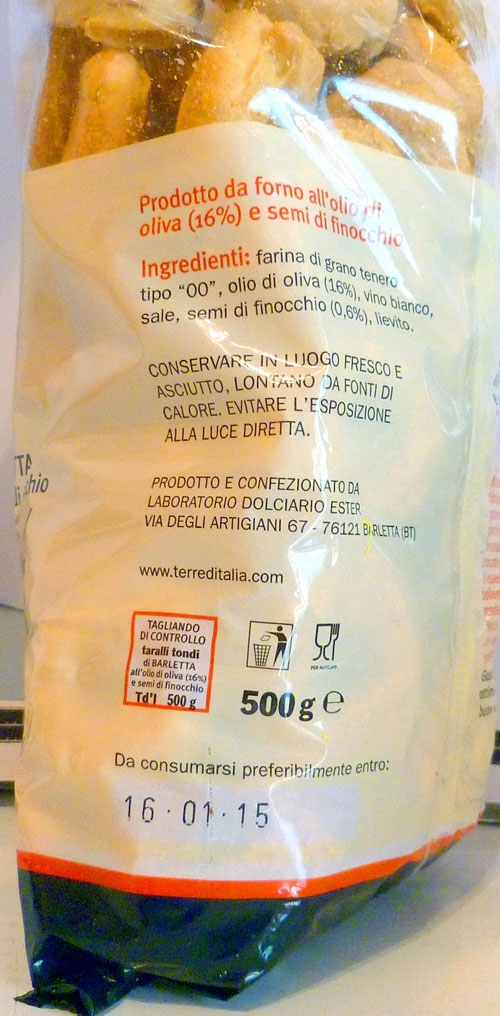 Prodotto da forno all'olio di
oliva (16%) e semi di finocchio
Ingredienti: farina di grano tenero
tipo "00", olio di oliva (16%), vino bianco,
sale, semi di finocchio (0,6%), lievito.
CONSERVARE IN LUOGO FRESCO E
ASCIUTTO, LONTANO DA FONTI DI
CALORE. EVITARE L'ESPOSIZIONE
ALLA LUCE DIRETTA.
PRODOTTO E CONFEZIONATO DA
LABORATORIO DOLCIARIO ESTER
VIA DEGLI ARTIGIANI 67 - 76121 BARLETTA (BT)
www.terreditalia.com
TAGLIANDO
DI CONTROLLO
taralli tondi
di BARLETTA
all'olio di oliva (16%)
e semi di finocchio
Td'I 500 g
PER ALIMENTI
500 g e
Da consumarsi preferibilmente entro:
16·01·15